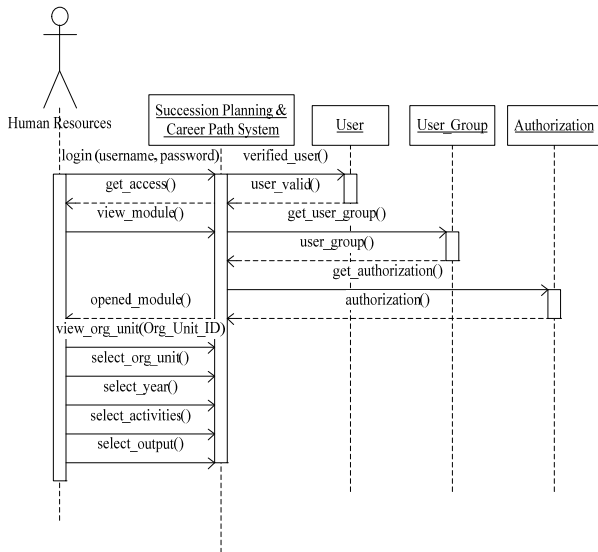 Human Resources
Succession Planning &
Career Path System
User
User_Group
Authorization
login (username, password)
verified_user()
get_access()
user_valid()
view_module()
get_user_group()
user_group()
get_authorization()
opened_module()
authorization()
view_org_unit(Org_Unit_ID)
select_org_unit()
select_year()
select_activities()
select_output()